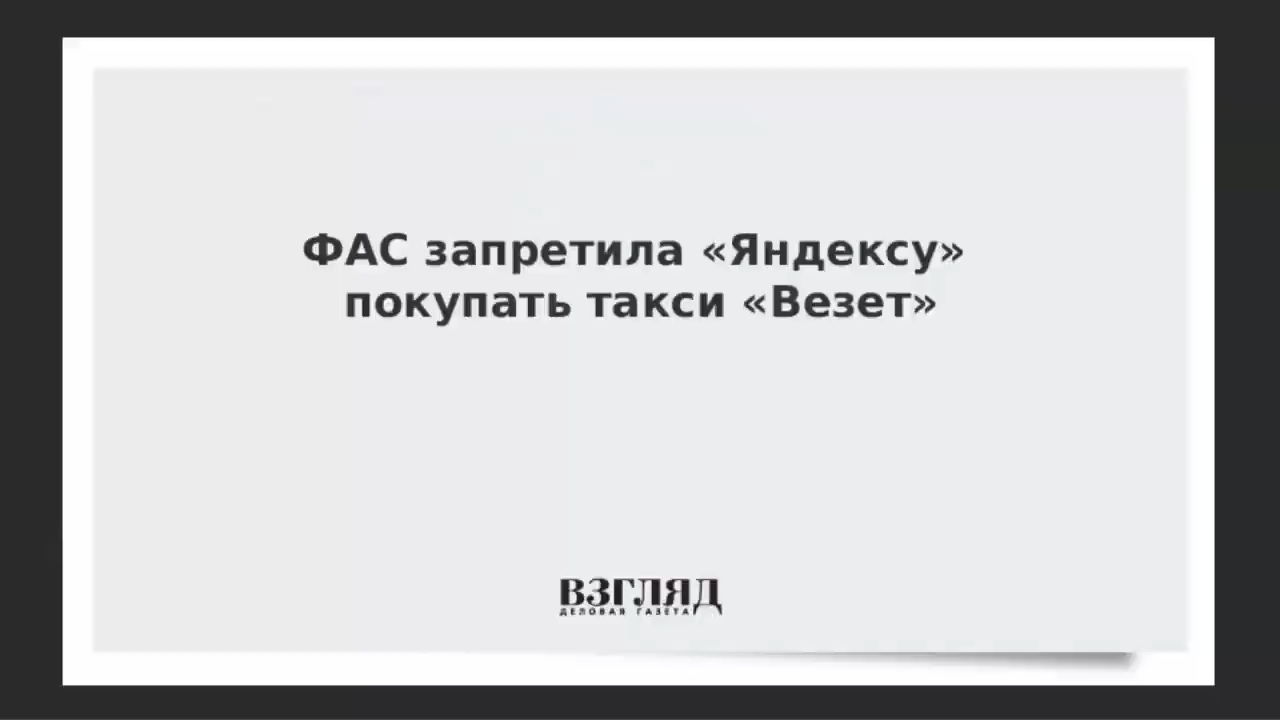 ФАС запретила «Яндексу»
покупать такси «Везет»
ВЗГЛЯД
ДЕЛОВАЯ ГАЗЕТА